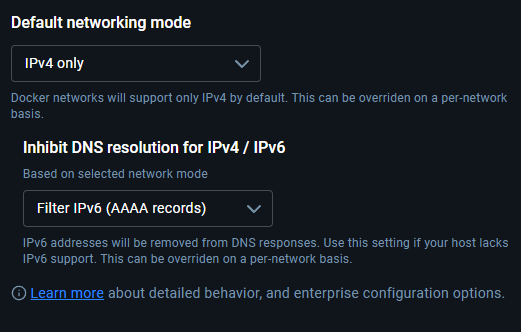 Default networking mode
IPv4 only
Docker networks will support only IPv4 by default. This can be overriden on a per-network
basis.
Inhibit DNS resolution for IPv4 / IPv6
Based on selected network mode
Filter IPv6 (AAAA records)
IPv6 addresses will be removed from DNS responses. Use this setting if your host lacks
IPv6 support. This can be overriden on a per-network basis.
Learn more about detailed behavior, and enterprise configuration options.